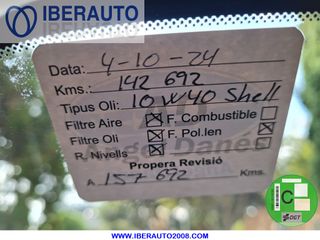 IBERAUTO
Data: 4-10-24
Kms.: 142 692
Tipus Oli: 10W40 Shell
Filtre Aire F. Combustible
Filtre Oli F. Pol.len
R. Nivells
Propera Revisió
A 157 692 Kms.
C
DGT
WWW.IBERAUTO2008.COM